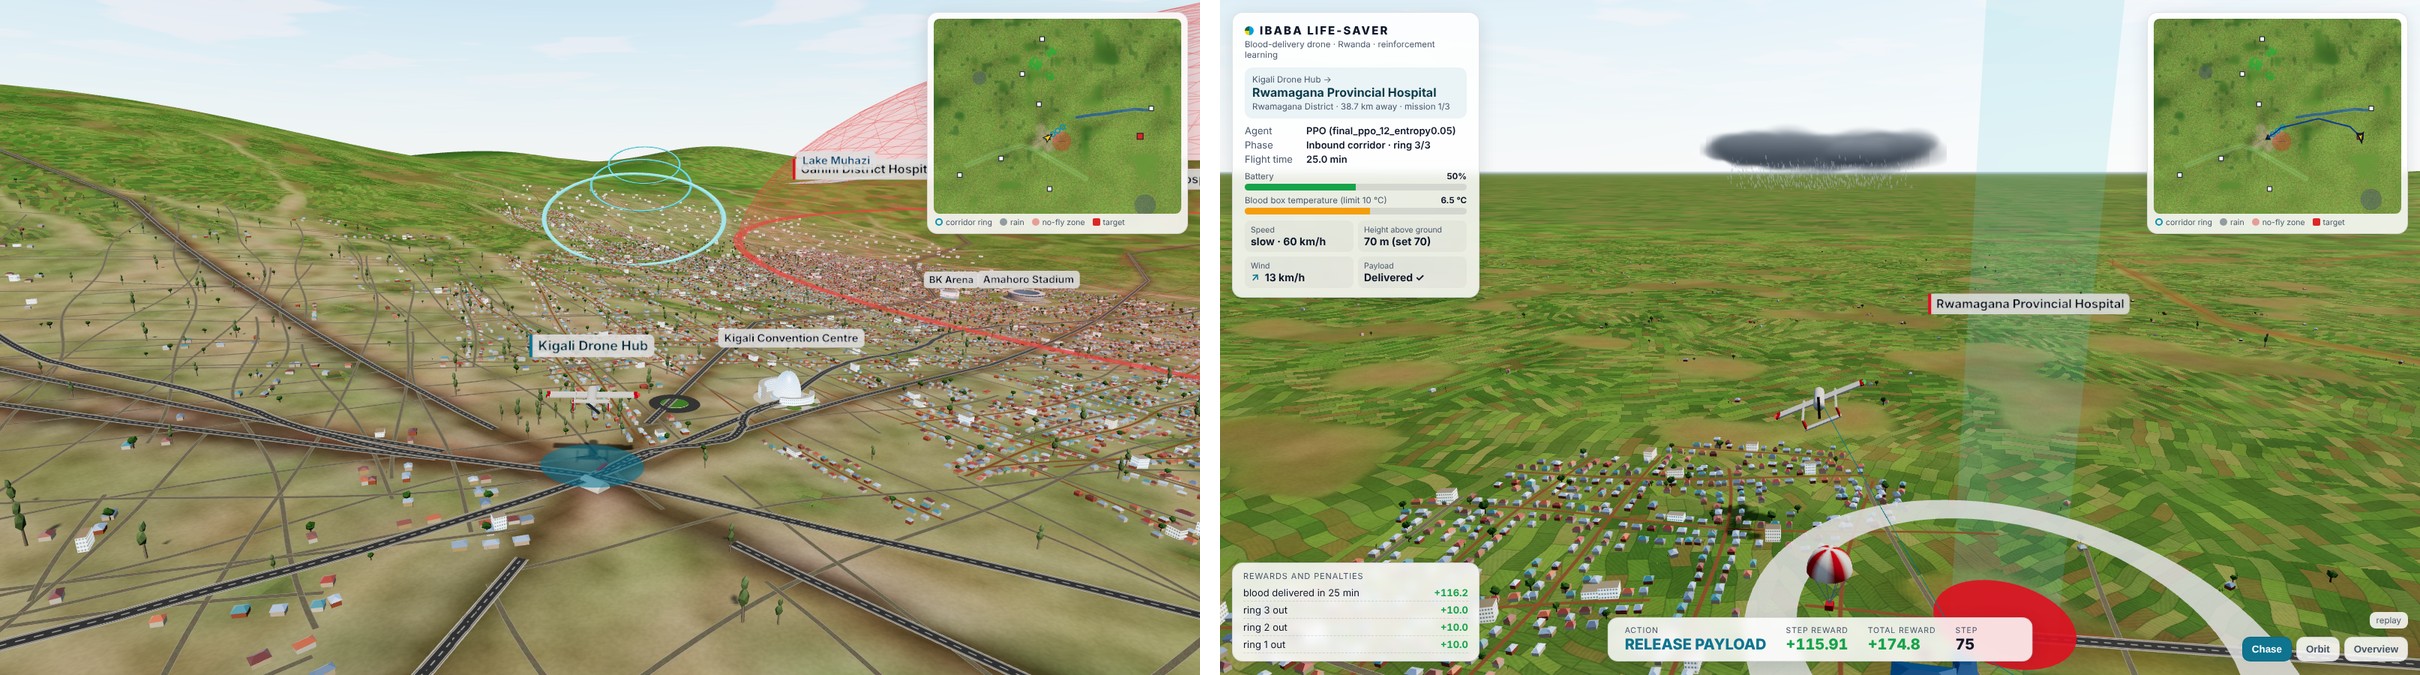 Lake Muhazi
Gahini District Hospit
BK Arena
Amahoro Stadium
Kigali Drone Hub
Kigali Convention Centre
corridor ring
rain
no-fly zone
target
IBABA LIFE-SAVER
Blood-delivery drone · Rwanda · reinforcement
learning
Kigali Drone Hub →
Rwamagana Provincial Hospital
Rwamagana District · 38.7 km away · mission 1/3
Agent PPO (final_ppo_12_entropy0.05)
Phase Inbound corridor · ring 3/3
Flight time 25.0 min
Battery 50%
Blood box temperature (limit 10 °C) 6.5 °C
Speed
slow · 60 km/h
Height above ground
70 m (set 70)
Wind
↗ 13 km/h
Payload
Delivered ✓
corridor ring
rain
no-fly zone
target
Rwamagana Provincial Hospital
REWARDS AND PENALTIES
blood delivered in 25 min +116.2
ring 3 out +10.0
ring 2 out +10.0
ring 1 out +10.0
ACTION
RELEASE PAYLOAD
STEP REWARD
+115.91
TOTAL REWARD
+174.8
STEP
75
replay
Chase
Orbit
Overview